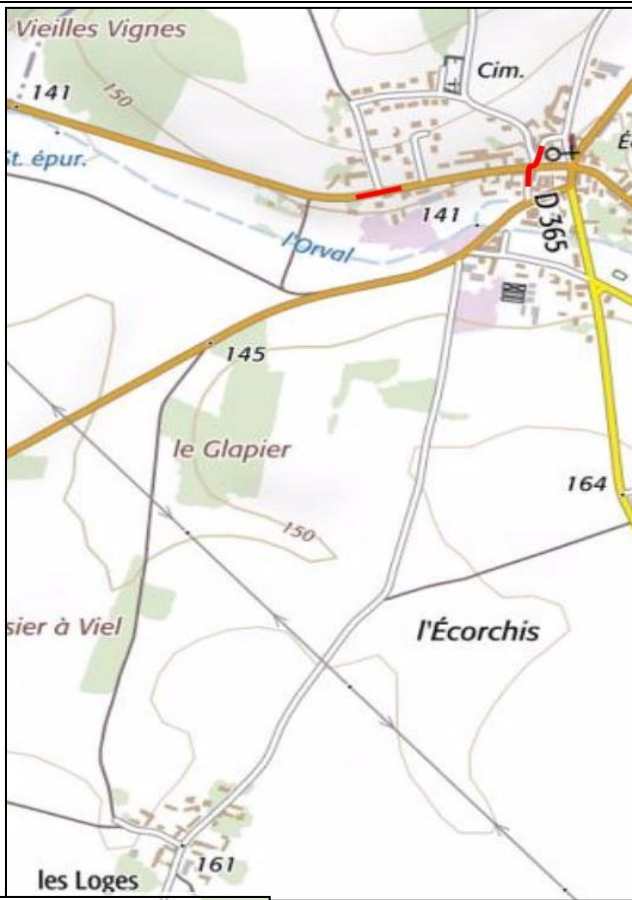 Vieilles Vignes
Cim.
150
141
St. épur.
141
D 365
l'Orval
145
le Glapier
164
150
sier à Viel
l'Écorchis
161
les Loges